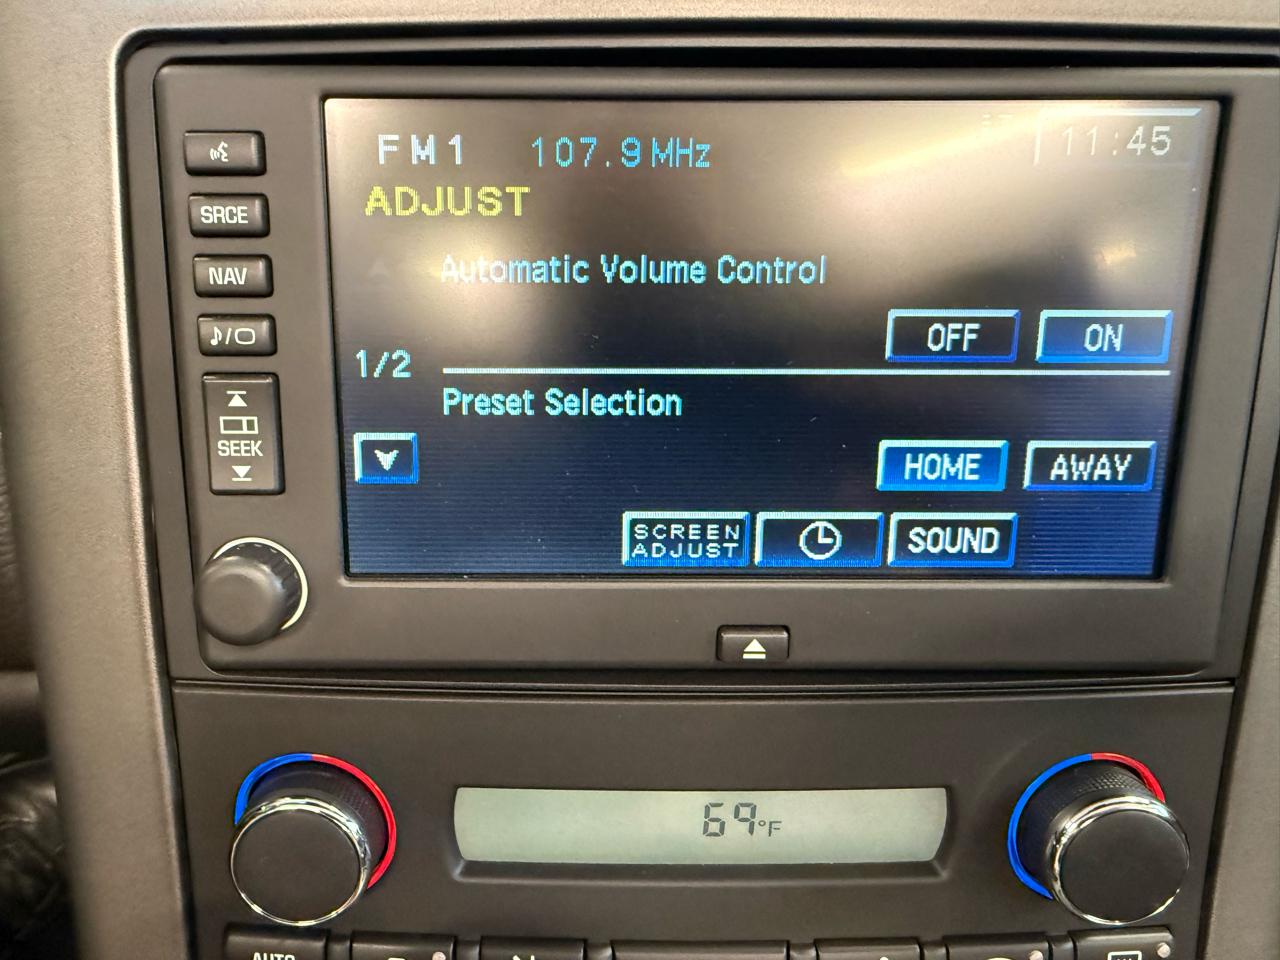 FM1 107.9 MHz 11:45
ADJUST
Automatic Volume Control
OFF ON
1/2
Preset Selection
HOME AWAY
SCREEN
ADJUST
SOUND
SRCE
NAV
SEEK
69°F
AUTO